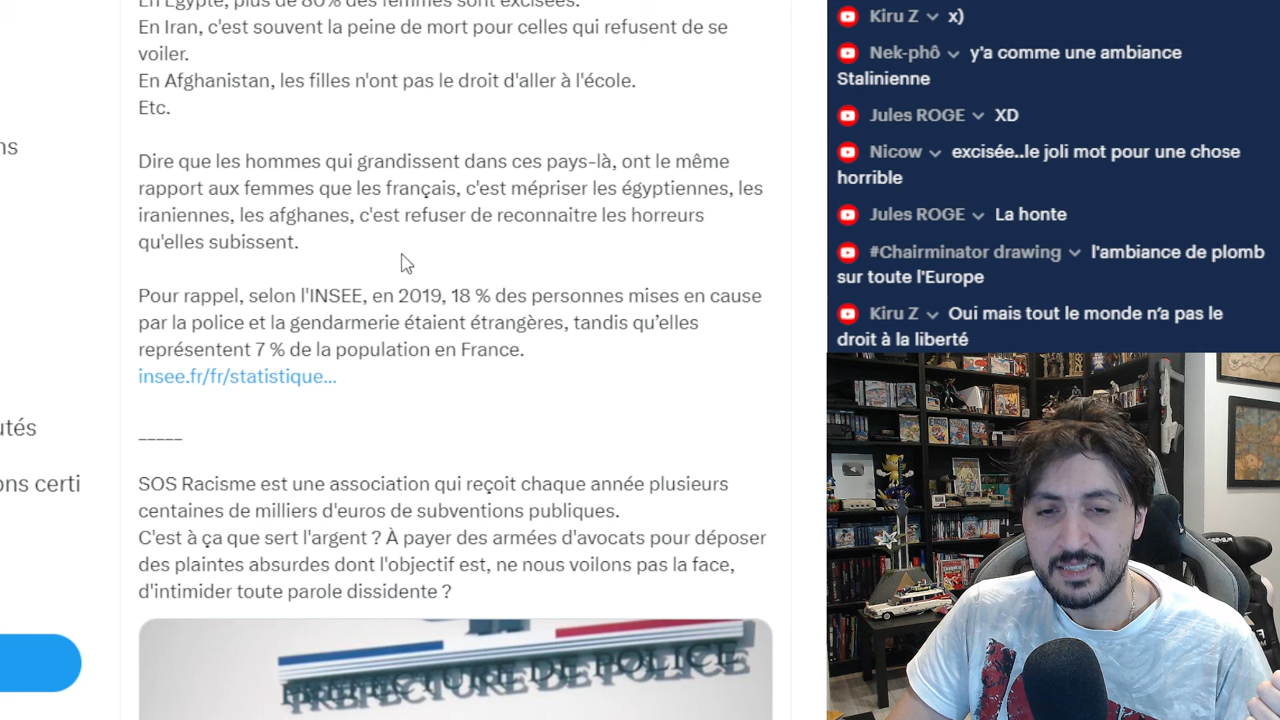 En Egypte, plus de 80% des femmes sont excisées.
En Iran, c'est souvent la peine de mort pour celles qui refusent de se
voiler.
En Afghanistan, les filles n'ont pas le droit d'aller à l'école.
Etc.
Dire que les hommes qui grandissent dans ces pays-là, ont le même
rapport aux femmes que les français, c'est mépriser les égyptiennes, les
iraniennes, les afghanes, c'est refuser de reconnaitre les horreurs
qu'elles subissent.
Pour rappel, selon l'INSEE, en 2019, 18 % des personnes mises en cause
par la police et la gendarmerie étaient étrangères, tandis qu’elles
représentent 7 % de la population en France.
insee.fr/fr/statistique...
_____
SOS Racisme est une association qui reçoit chaque année plusieurs
centaines de milliers d'euros de subventions publiques.
C'est à ça que sert l'argent ? À payer des armées d'avocats pour déposer
des plaintes absurdes dont l'objectif est, ne nous voilons pas la face,
d'intimider toute parole dissidente ?
PREFECTURE DE POLICE
ns
utés
ons certi
Kiru Z x)
Nek-phô y'a comme une ambiance
Stalinienne
Jules ROGE XD
Nicow excisée..le joli mot pour une chose
horrible
Jules ROGE La honte
#Chairminator drawing l'ambiance de plomb
sur toute l'Europe
Kiru Z Oui mais tout le monde n’a pas le
droit à la liberté